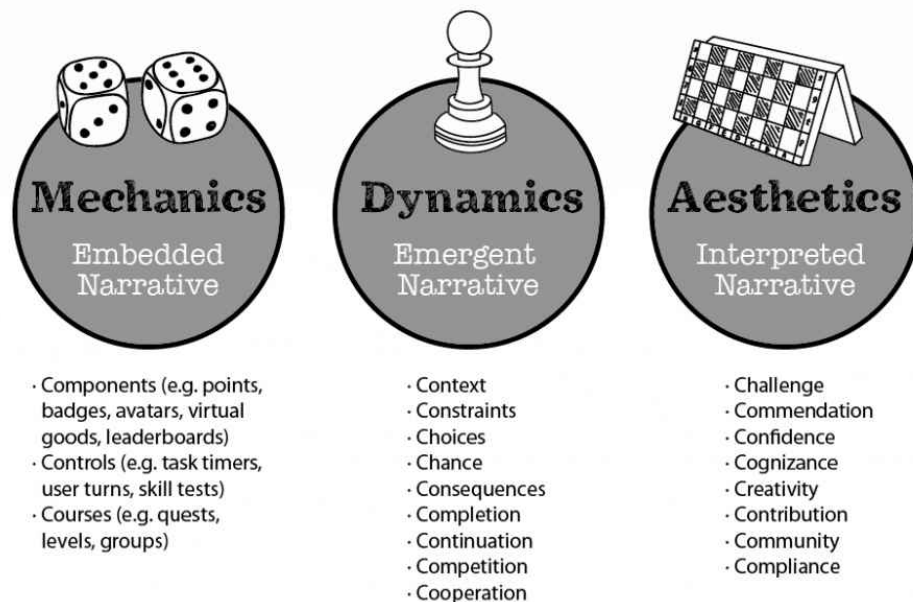 Mechanics
Embedded
Narrative
· Components (e.g. points,
badges, avatars, virtual
goods, leaderboards)
· Controls (e.g. task timers,
user turns, skill tests)
· Courses (e.g. quests,
levels, groups)
Dynamics
Emergent
Narrative
· Context
· Constraints
· Choices
· Chance
· Consequences
· Completion
· Continuation
· Competition
· Cooperation
Aesthetics
Interpreted
Narrative
· Challenge
· Commendation
· Confidence
· Cognizance
· Creativity
· Contribution
· Community
· Compliance